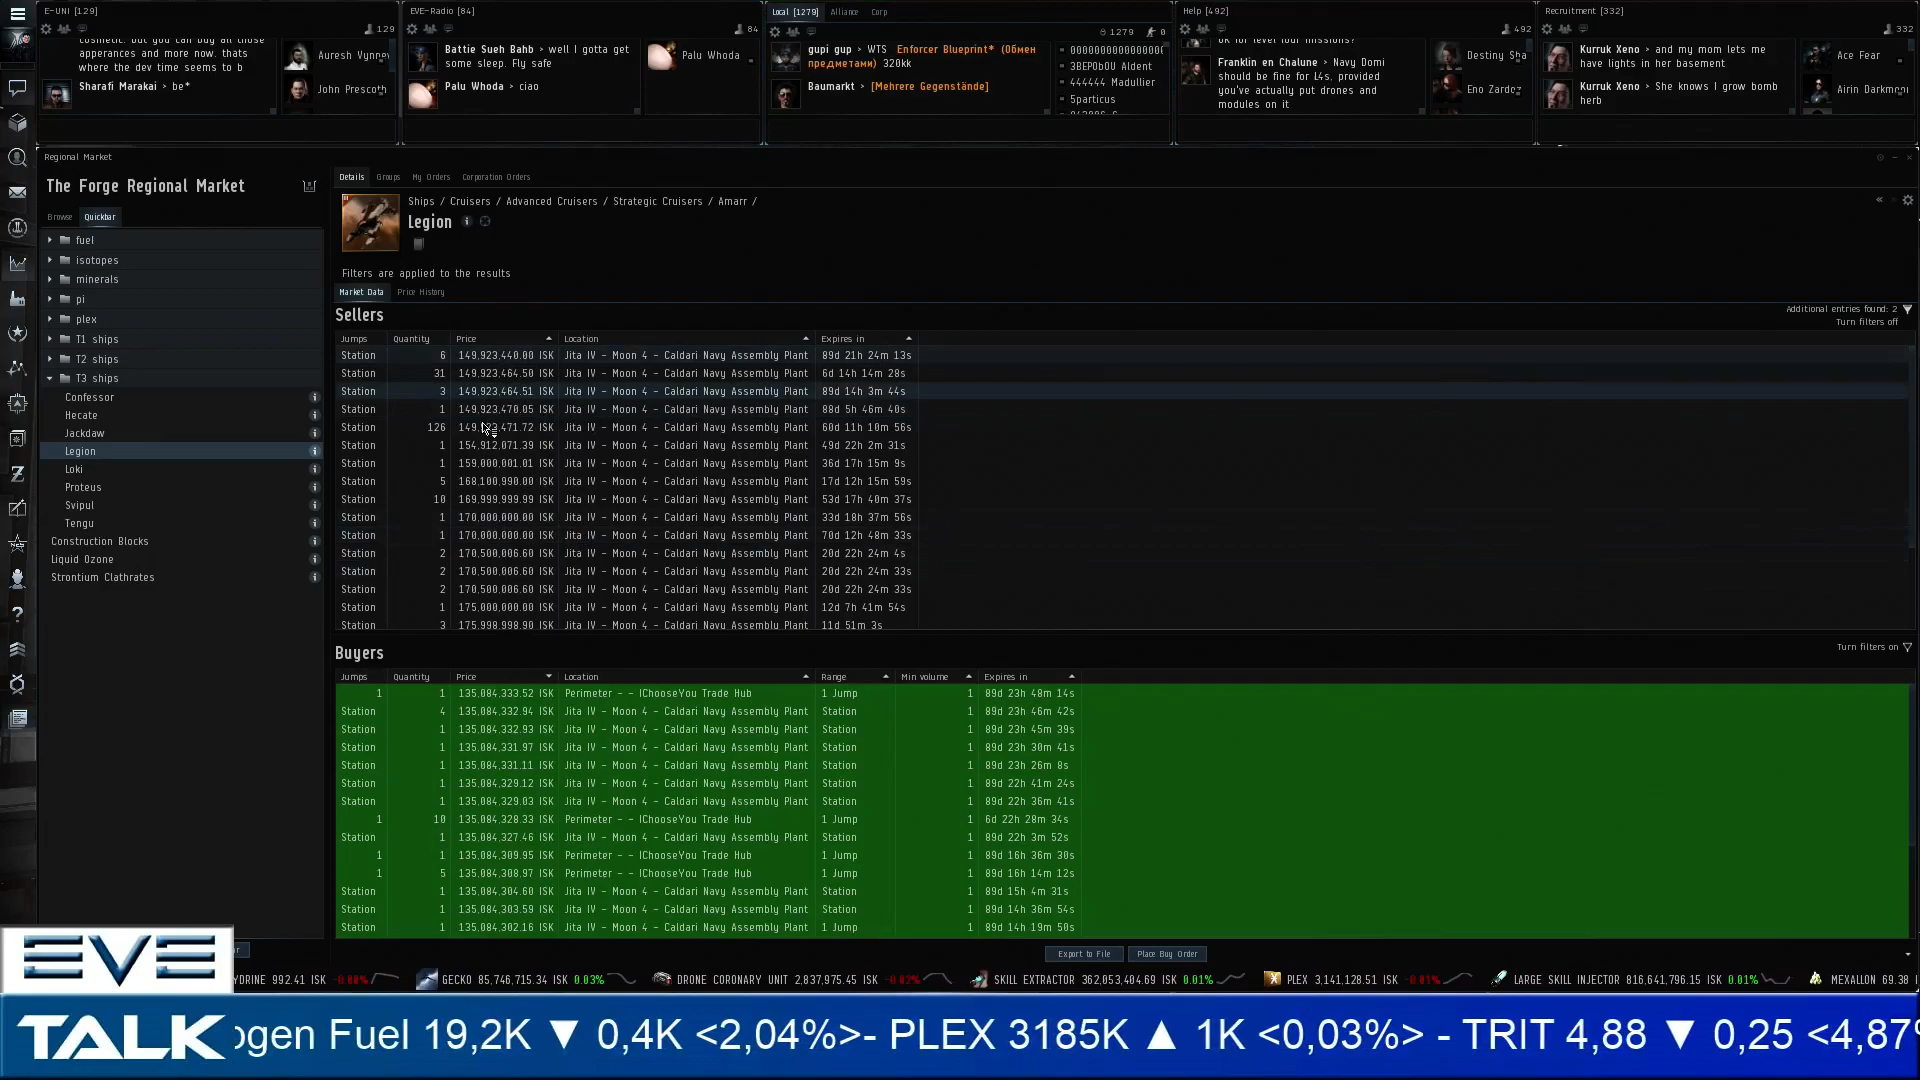 E-UNI [129]
129
cosmetic. but you can buy all those
apperances and more now. thats
where the dev time seems to b
Sharafi Marakai > be*
Auresh Vynnov
John Prescoth
EVE-Radio [84]
84
Battie Sueh Bahb > well I gotta get
some sleep. Fly safe
Palu Whoda > ciao
Palu Whoda
Local [1279] Alliance Corp
1279 0
gupi gup > WTS Enforcer Blueprint* (Обмен
предметами) 320kk
Baumarkt > [Mehrere Gegenstände]
3BEP0b0U Aldent
444444 Madullier
5particus
Help [492]
492
Franklin en Chalune > Navy Domi
should be fine for L4s, provided
you've actually put drones and
modules on it
Destiny Sha
Eno Zardoz
Recruitment [332]
332
Kurruk Xeno > and my mom lets me
have lights in her basement
Kurruk Xeno > She knows I grow bomb
herb
Ace Fear
Airin Darkmoon
Regional Market
The Forge Regional Market
Browse Quickbar
fuel
isotopes
minerals
pi
plex
T1 ships
T2 ships
T3 ships
Confessor
Hecate
Jackdaw
Legion
Loki
Proteus
Svipul
Tengu
Construction Blocks
Liquid Ozone
Strontium Clathrates
Details Groups My Orders Corporation Orders
Ships / Cruisers / Advanced Cruisers / Strategic Cruisers / Amarr /
Legion
Filters are applied to the results
Market Data Price History
Sellers
Additional entries found: 2
Turn filters off
Jumps Quantity Price Location Expires in
Station 6 149,923,440.00 ISK Jita IV - Moon 4 - Caldari Navy Assembly Plant 89d 21h 24m 13s
Station 31 149,923,464.50 ISK Jita IV - Moon 4 - Caldari Navy Assembly Plant 6d 14h 14m 28s
Station 3 149,923,464.51 ISK Jita IV - Moon 4 - Caldari Navy Assembly Plant 89d 14h 3m 44s
Station 1 149,923,470.05 ISK Jita IV - Moon 4 - Caldari Navy Assembly Plant 88d 5h 46m 40s
Station 126 149,923,471.72 ISK Jita IV - Moon 4 - Caldari Navy Assembly Plant 60d 11h 10m 56s
Station 1 154,912,071.39 ISK Jita IV - Moon 4 - Caldari Navy Assembly Plant 49d 22h 2m 31s
Station 1 159,000,001.01 ISK Jita IV - Moon 4 - Caldari Navy Assembly Plant 36d 17h 15m 9s
Station 5 168,100,990.00 ISK Jita IV - Moon 4 - Caldari Navy Assembly Plant 17d 12h 15m 59s
Station 10 169,999,999.99 ISK Jita IV - Moon 4 - Caldari Navy Assembly Plant 53d 17h 40m 37s
Station 1 170,000,000.00 ISK Jita IV - Moon 4 - Caldari Navy Assembly Plant 33d 18h 37m 56s
Station 1 170,000,000.00 ISK Jita IV - Moon 4 - Caldari Navy Assembly Plant 70d 12h 48m 33s
Station 2 170,500,006.60 ISK Jita IV - Moon 4 - Caldari Navy Assembly Plant 20d 22h 24m 4s
Station 2 170,500,006.60 ISK Jita IV - Moon 4 - Caldari Navy Assembly Plant 20d 22h 24m 33s
Station 2 170,500,006.60 ISK Jita IV - Moon 4 - Caldari Navy Assembly Plant 20d 22h 24m 33s
Station 1 175,000,000.00 ISK Jita IV - Moon 4 - Caldari Navy Assembly Plant 12d 7h 41m 54s
Station 3 175,998,998.90 ISK Jita IV - Moon 4 - Caldari Navy Assembly Plant 11d 51m 3s
Buyers
Turn filters on
Jumps Quantity Price Location Range Min volume Expires in
1 1 135,084,333.52 ISK Perimeter - - IChooseYou Trade Hub 1 Jump 1 89d 23h 48m 14s
Station 4 135,084,332.94 ISK Jita IV - Moon 4 - Caldari Navy Assembly Plant Station 1 89d 23h 46m 42s
Station 1 135,084,332.93 ISK Jita IV - Moon 4 - Caldari Navy Assembly Plant Station 1 89d 23h 45m 39s
Station 1 135,084,331.97 ISK Jita IV - Moon 4 - Caldari Navy Assembly Plant Station 1 89d 23h 30m 41s
Station 1 135,084,331.11 ISK Jita IV - Moon 4 - Caldari Navy Assembly Plant Station 1 89d 23h 26m 8s
Station 1 135,084,329.12 ISK Jita IV - Moon 4 - Caldari Navy Assembly Plant Station 1 89d 22h 41m 24s
Station 1 135,084,329.03 ISK Jita IV - Moon 4 - Caldari Navy Assembly Plant Station 1 89d 22h 36m 41s
1 10 135,084,328.33 ISK Perimeter - - IChooseYou Trade Hub 1 Jump 1 6d 22h 28m 34s
Station 1 135,084,327.46 ISK Jita IV - Moon 4 - Caldari Navy Assembly Plant Station 1 89d 22h 3m 52s
1 1 135,084,309.95 ISK Perimeter - - IChooseYou Trade Hub 1 Jump 1 89d 16h 36m 30s
1 5 135,084,308.97 ISK Perimeter - - IChooseYou Trade Hub 1 Jump 1 89d 16h 14m 12s
Station 1 135,084,304.60 ISK Jita IV - Moon 4 - Caldari Navy Assembly Plant Station 1 89d 15h 4m 31s
Station 1 135,084,303.59 ISK Jita IV - Moon 4 - Caldari Navy Assembly Plant Station 1 89d 14h 36m 54s
Station 1 135,084,302.16 ISK Jita IV - Moon 4 - Caldari Navy Assembly Plant 1 Jump 1 89d 14h 19m 50s
Export to File Place Buy Order
YDRINE 992.41 ISK -0.00% GECKO 85,746,715.34 ISK 0.03% DRONE CORONARY UNIT 2,837,975.45 ISK -0.02% SKILL EXTRACTOR 362,053,404.69 ISK 0.01% PLEX 3,141,128.51 ISK -0.01% LARGE SKILL INJECTOR 816,641,796.15 ISK 0.01% MEXALLON 69.38 I
EVE
TALK
ogen Fuel 19,2K ▼ 0,4K <2,04%>- PLEX 3185K ▲ 1K <0,03%> - TRIT 4,88 ▼ 0,25 <4,87%